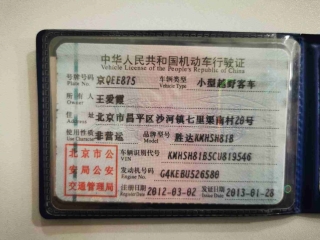 中华人民共和国机动车行驶证
Vehicle License of the People's Republic of China
号牌号码 京QEE875 车辆类型 小型越野客车
Plate No. Vehicle Type
所有人 王爱霞
Owner
住址 北京市昌平区沙河镇七里渠南村20号
Address
使用性质 非营运 品牌型号 胜达KMHSH81B
Use Character Model
北京市公 车辆识别代号 KMHSH81B5CU819546
VIN
安局公安 发动机号码 G4KEBU526580
Engine No.
交通管理局 注册日期 2012-03-02 发证日期 2013-01-28
Register Date Issue Date